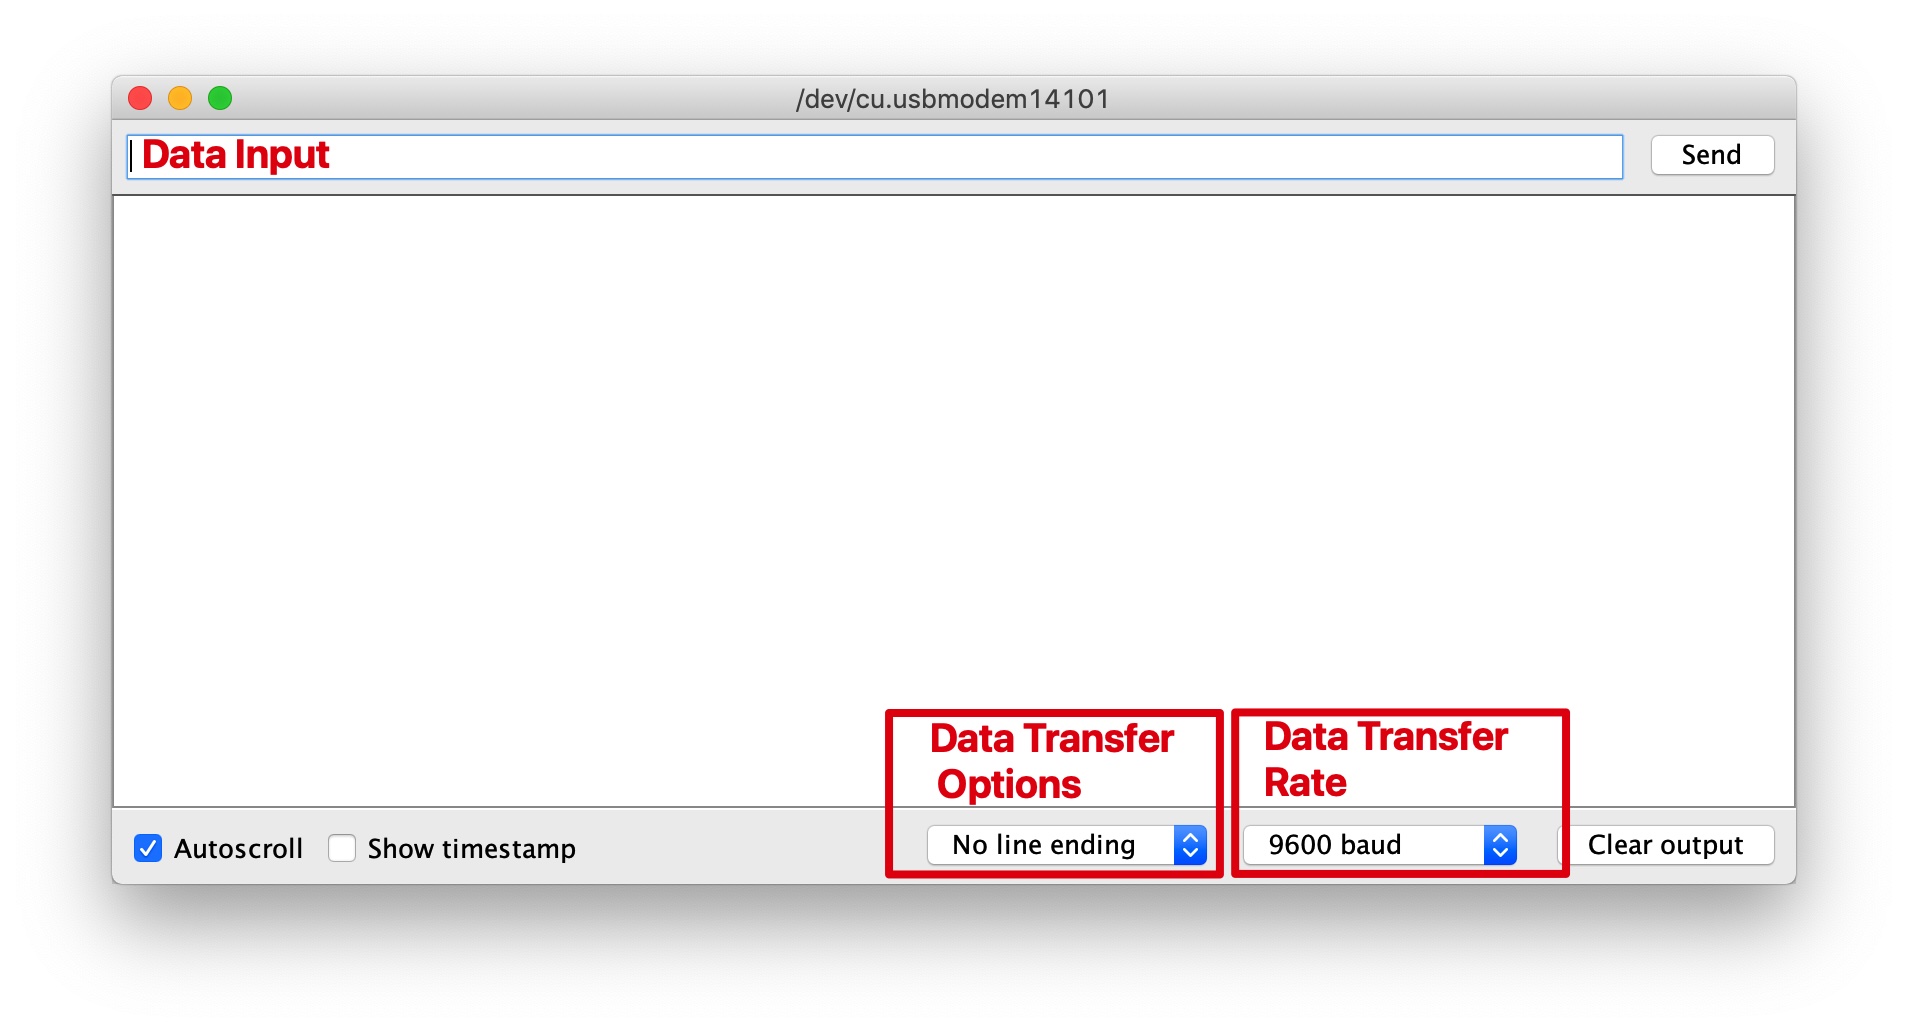 /dev/cu.usbmodem14101
Data Input
Send
Data Transfer
Options
Data Transfer
Rate
Autoscroll
Show timestamp
No line ending
9600 baud
Clear output